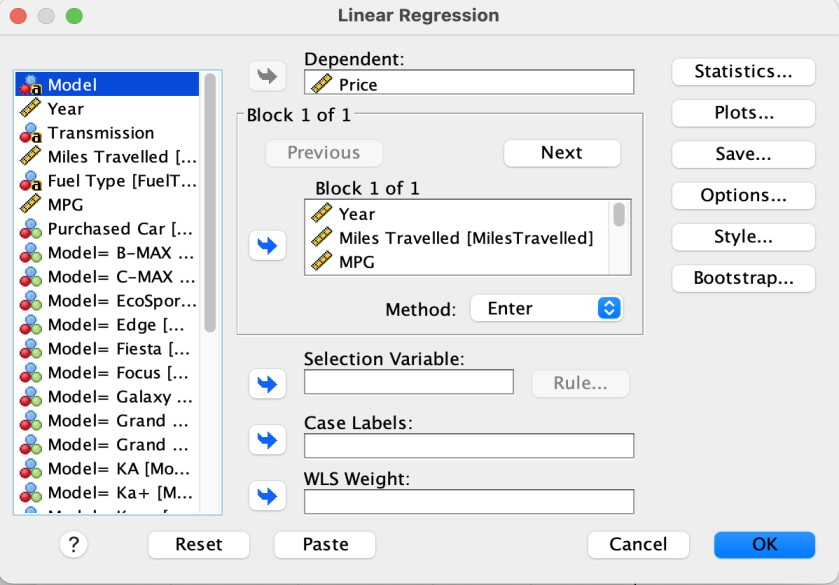 Linear Regression
Model
Year
Transmission
Miles Travelled [...
Fuel Type [FuelT...
MPG
Purchased Car [...
Model= B-MAX ...
Model= C-MAX ...
Model= EcoSpor...
Model= Edge [...
Model= Fiesta [...
Model= Focus [...
Model= Galaxy ...
Model= Grand ...
Model= Grand ...
Model= KA [Mo...
Model= Ka+ [M...
Dependent:
Price
Block 1 of 1
Previous
Next
Block 1 of 1
Year
Miles Travelled [MilesTravelled]
MPG
Method:
Enter
Selection Variable:
Rule...
Case Labels:
WLS Weight:
Statistics...
Plots...
Save...
Options...
Style...
Bootstrap...
?
Reset
Paste
Cancel
OK